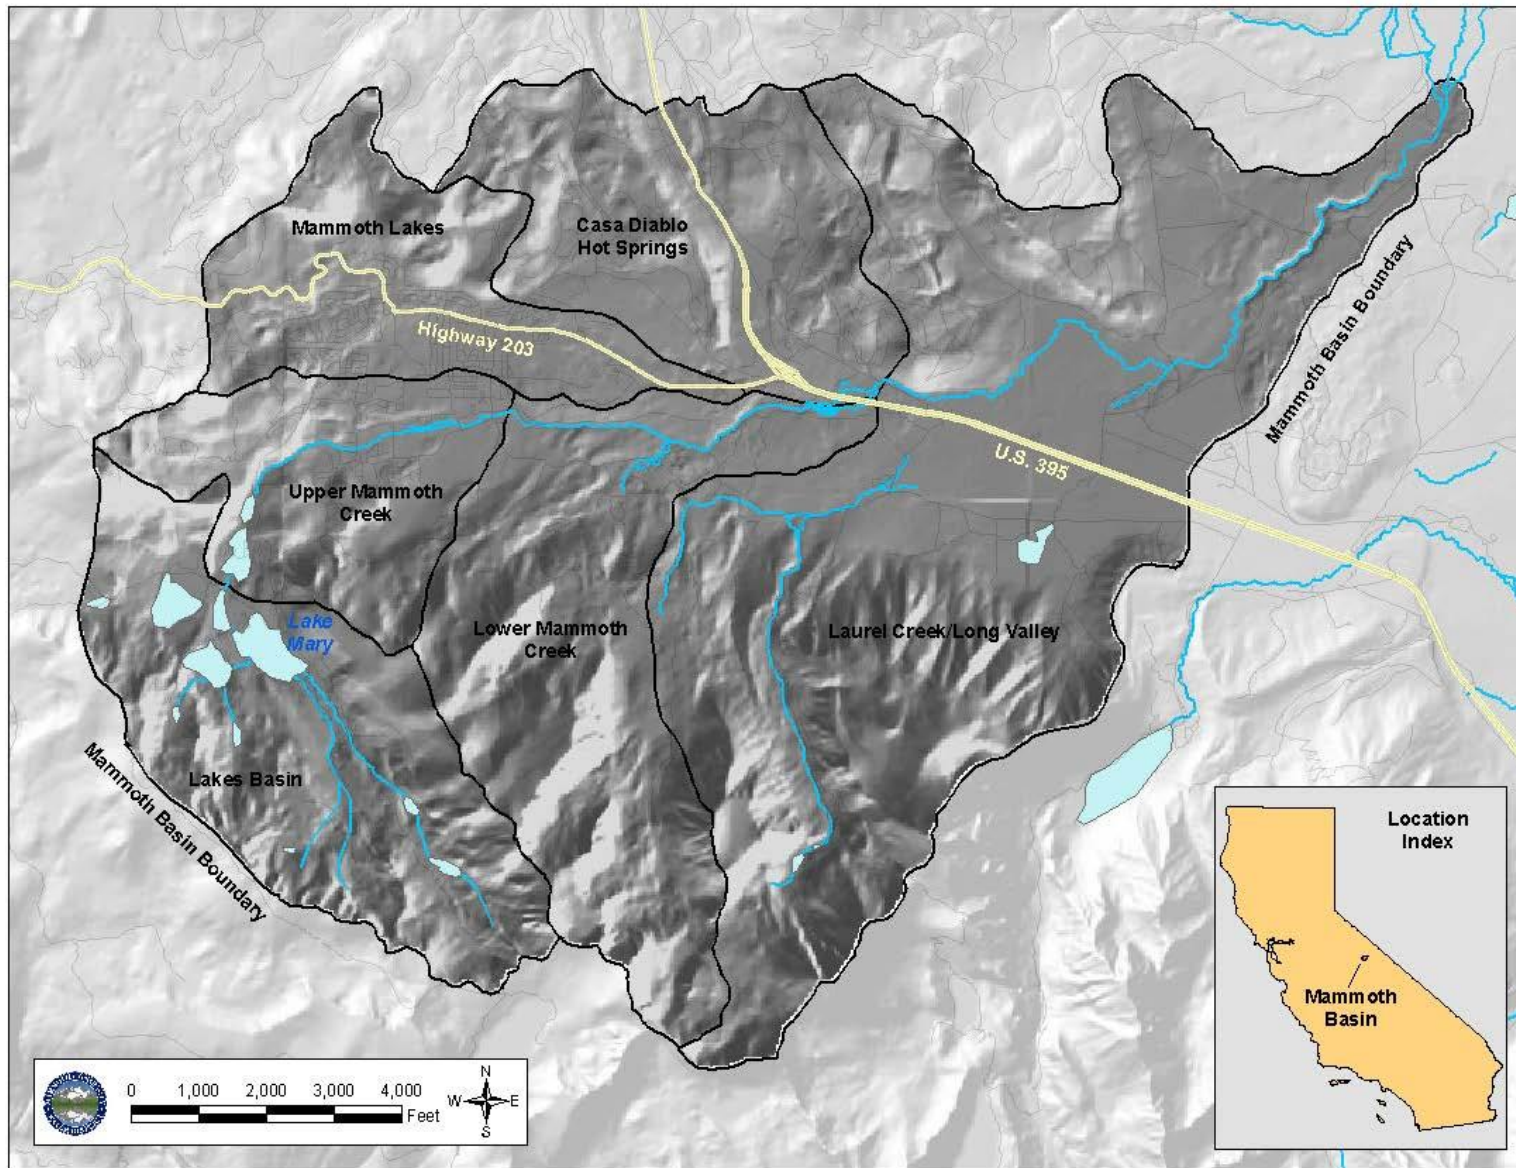 Mammoth Lakes
Casa Diablo
Hot Springs
Highway 203
Mammoth Basin Boundary
U.S. 395
Upper Mammoth
Creek
Lake
Mary
Lower Mammoth
Creek
Laurel Creek/Long Valley
Lakes Basin
Mammoth Basin Boundary
Location
Index
Mammoth
Basin
0 1,000 2,000 3,000 4,000
Feet
N
W E
S